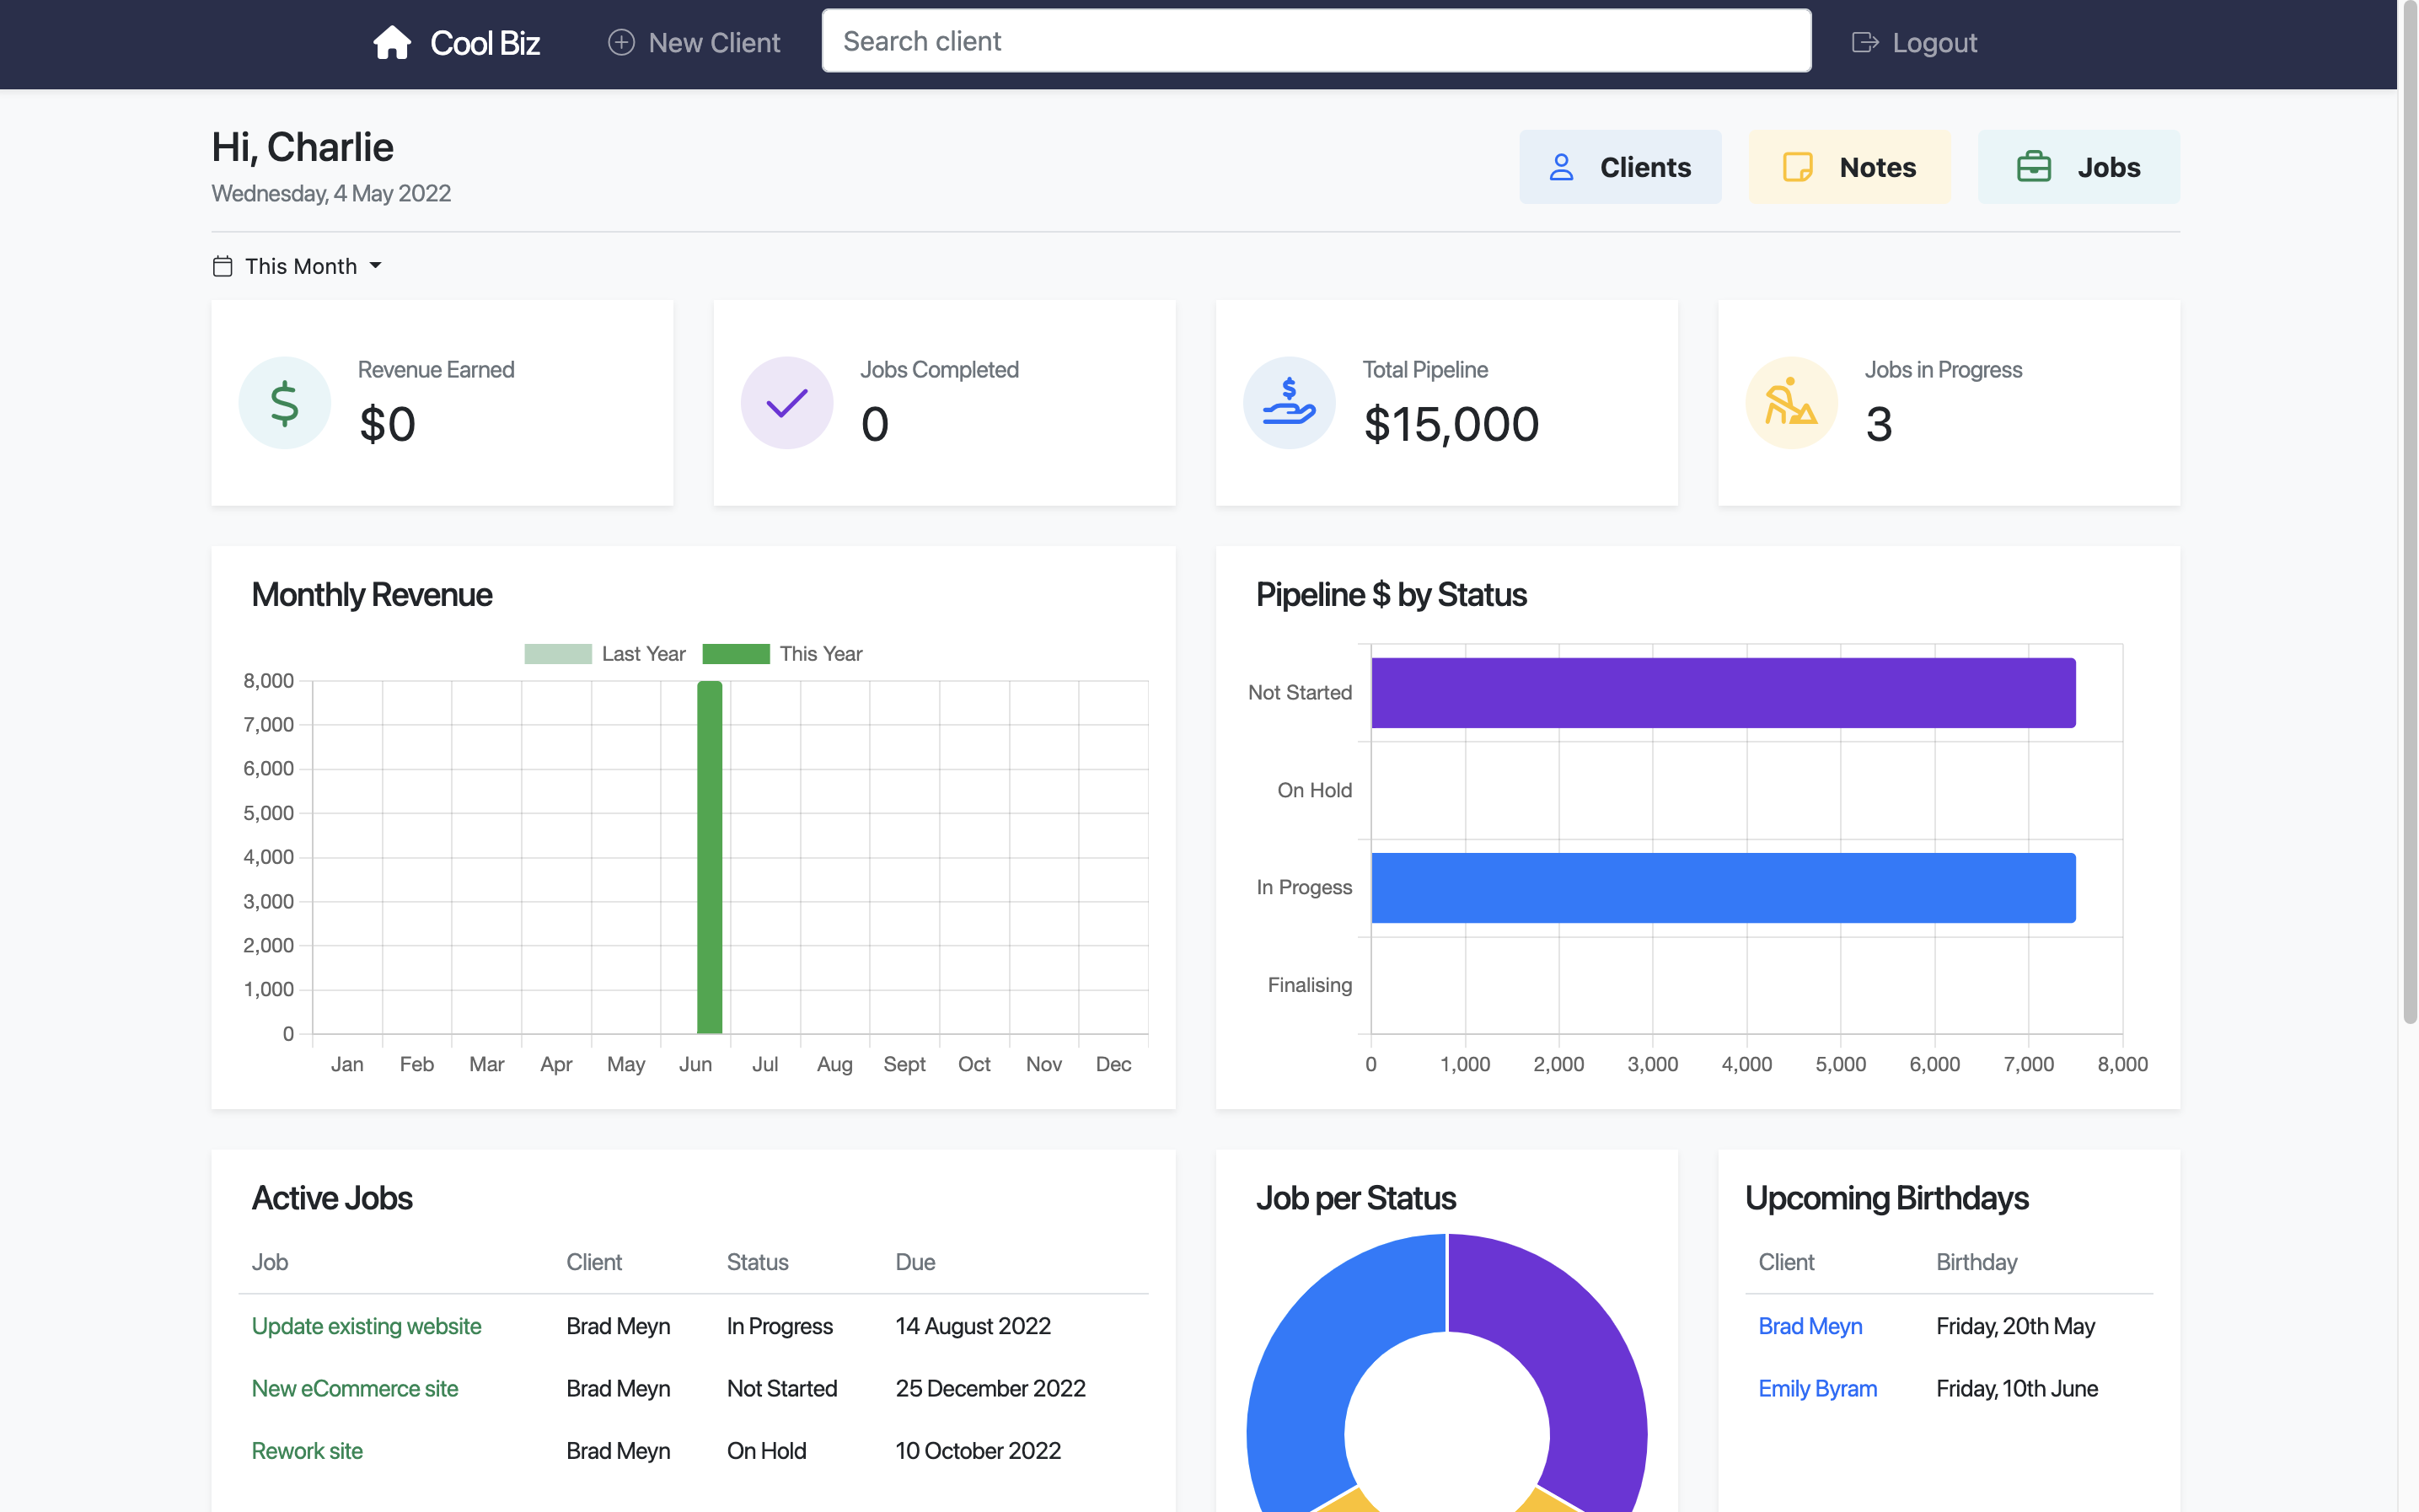 Cool Biz
New Client
Search client
Logout
Hi, Charlie
Wednesday, 4 May 2022
Clients
Notes
Jobs
This Month
Revenue Earned
$0
Jobs Completed
0
Total Pipeline
$15,000
Jobs in Progress
3
Monthly Revenue
Last Year
This Year
8,000
7,000
6,000
5,000
4,000
3,000
2,000
1,000
0
Jan Feb Mar Apr May Jun Jul Aug Sept Oct Nov Dec
Pipeline $ by Status
Not Started
On Hold
In Progess
Finalising
0 1,000 2,000 3,000 4,000 5,000 6,000 7,000 8,000
Active Jobs
Job Client Status Due
Update existing website Brad Meyn In Progress 14 August 2022
New eCommerce site Brad Meyn Not Started 25 December 2022
Rework site Brad Meyn On Hold 10 October 2022
Job per Status
Upcoming Birthdays
Client Birthday
Brad Meyn Friday, 20th May
Emily Byram Friday, 10th June